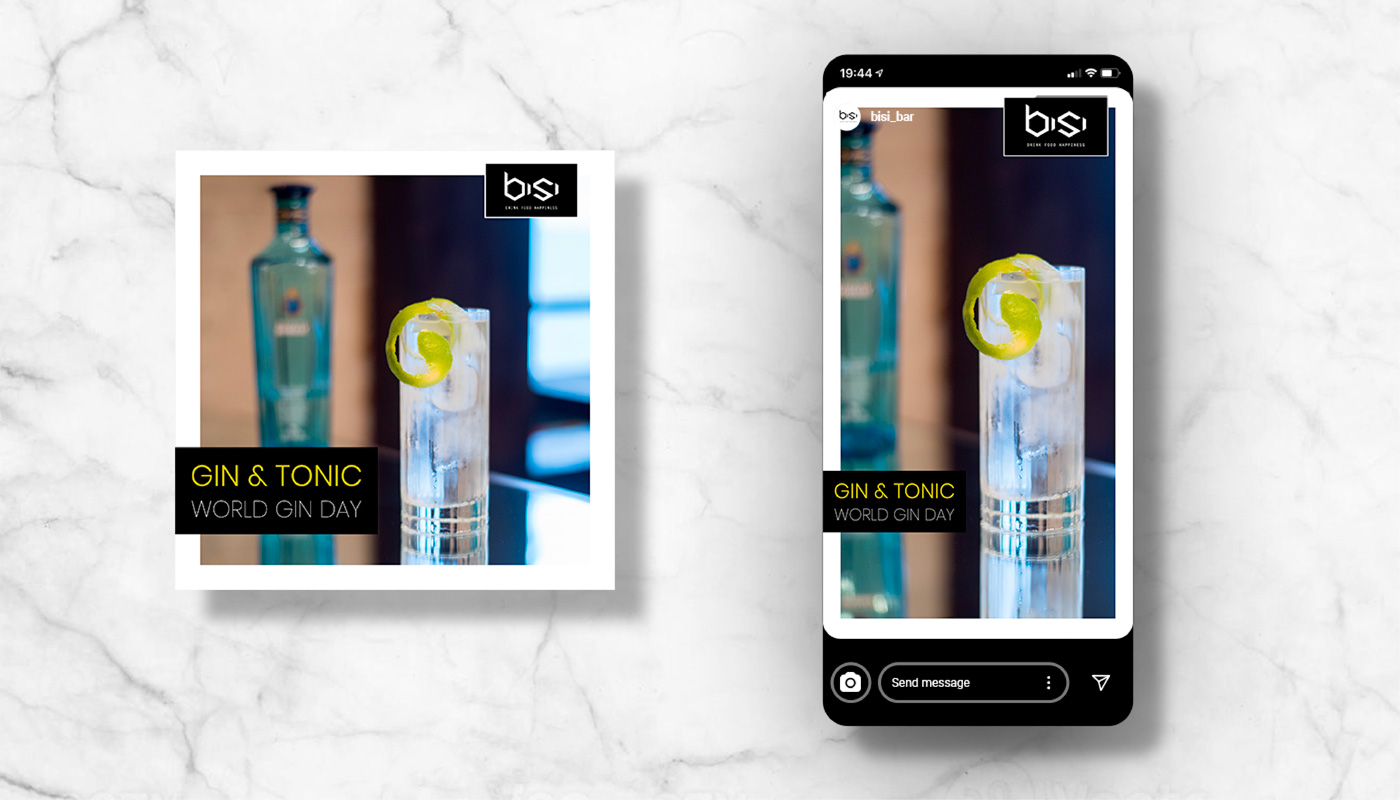 bisi
DRINK FOOD HAPPINESS
GIN & TONIC
WORLD GIN DAY
19:44
bisi
bisi_bar
bisi
DRINK FOOD HAPPINESS
GIN & TONIC
WORLD GIN DAY
Send message